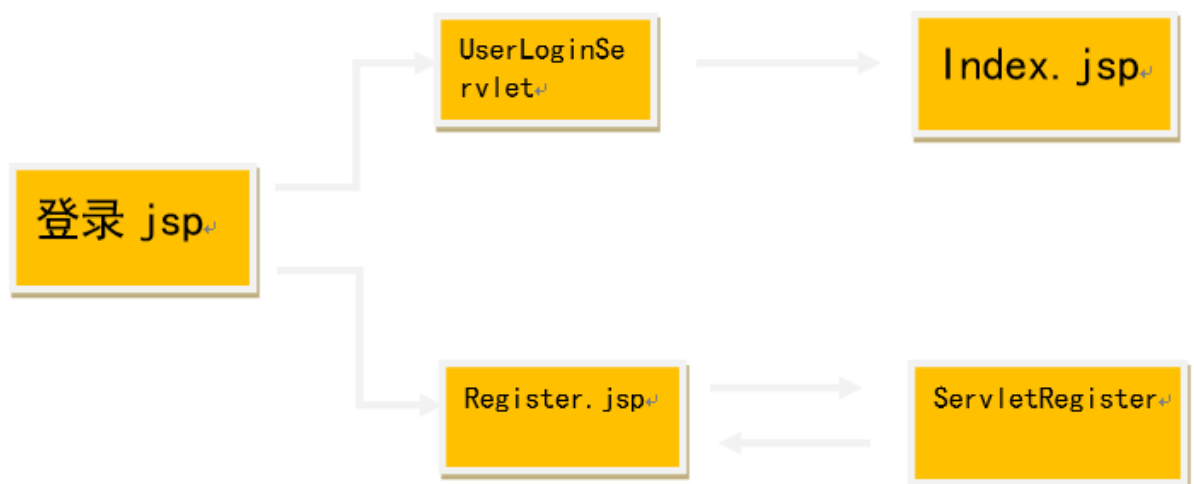 UserLoginSe
rvlet
Index. jsp
登录 jsp
Register. jsp
ServletRegister